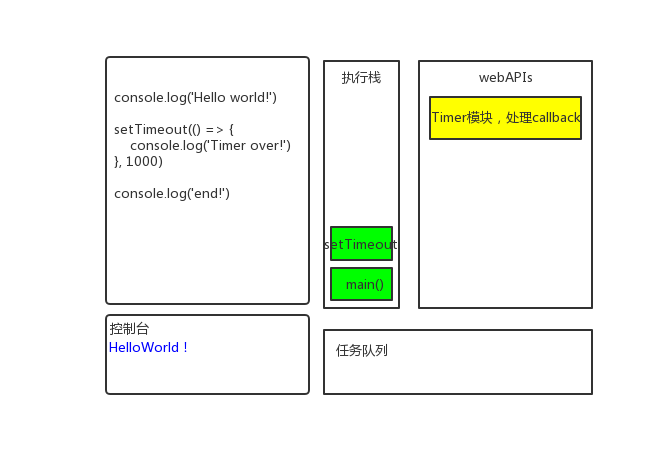 console.log('Hello world!')
setTimeout(() => {
    console.log('Timer over!')
}, 1000)
console.log('end!')
控制台
HelloWorld！
执行栈
setTimeout
main()
webAPIs
Timer模块，处理callback
任务队列